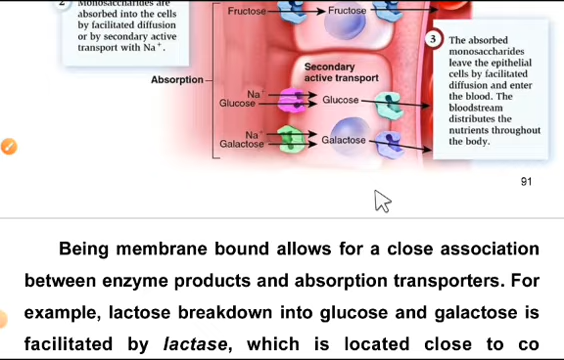 2 Monosaccharides are
absorbed into the cells
by facilitated diffusion
or by secondary active
transport with Na⁺.
Fructose
Fructose
3 The absorbed
monosaccharides
leave the epithelial
cells by facilitated
diffusion and enter
the blood. The
bloodstream
distributes the
nutrients throughout
the body.
Absorption
Secondary
active transport
Na⁺
Glucose
Glucose
Na⁺
Galactose
Galactose
91
Being membrane bound allows for a close association
between enzyme products and absorption transporters. For
example, lactose breakdown into glucose and galactose is
facilitated by lactase, which is located close to co